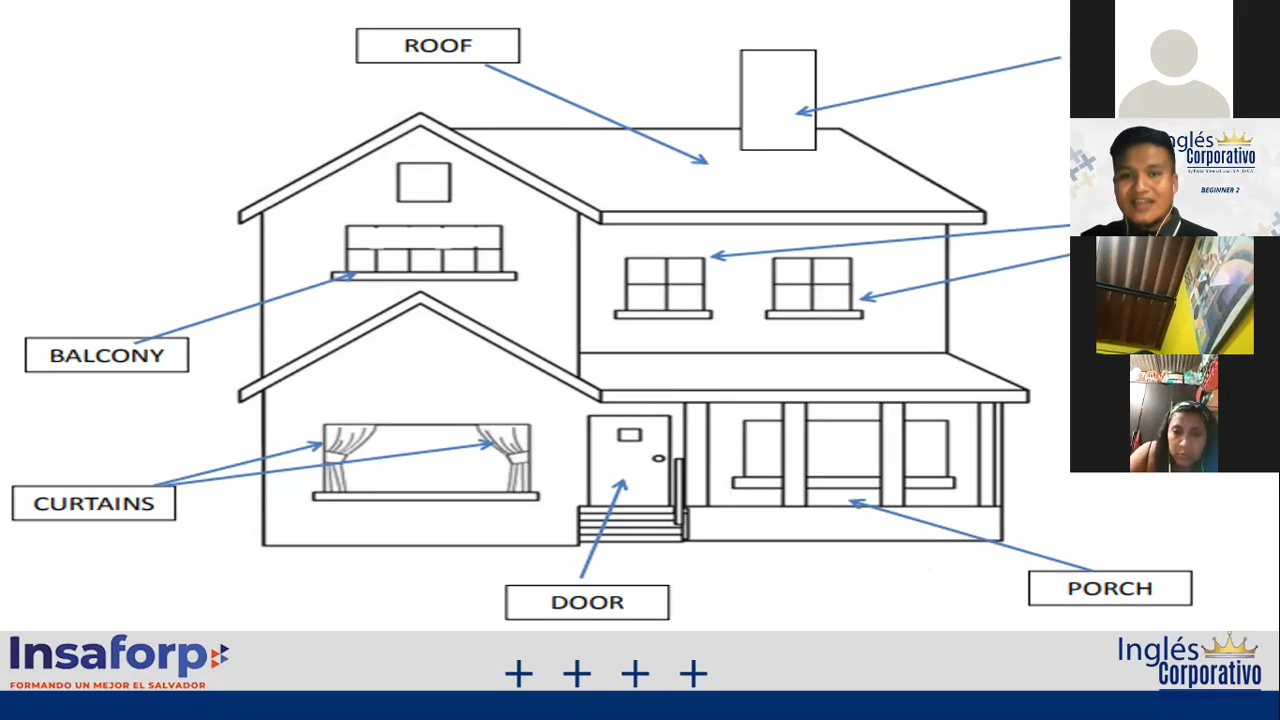 ROOF
Inglés
Corporativo
BEGINNER 2
BALCONY
CURTAINS
DOOR
PORCH
Insaforp
FORMANDO UN MEJOR EL SALVADOR
Inglés
Corporativo